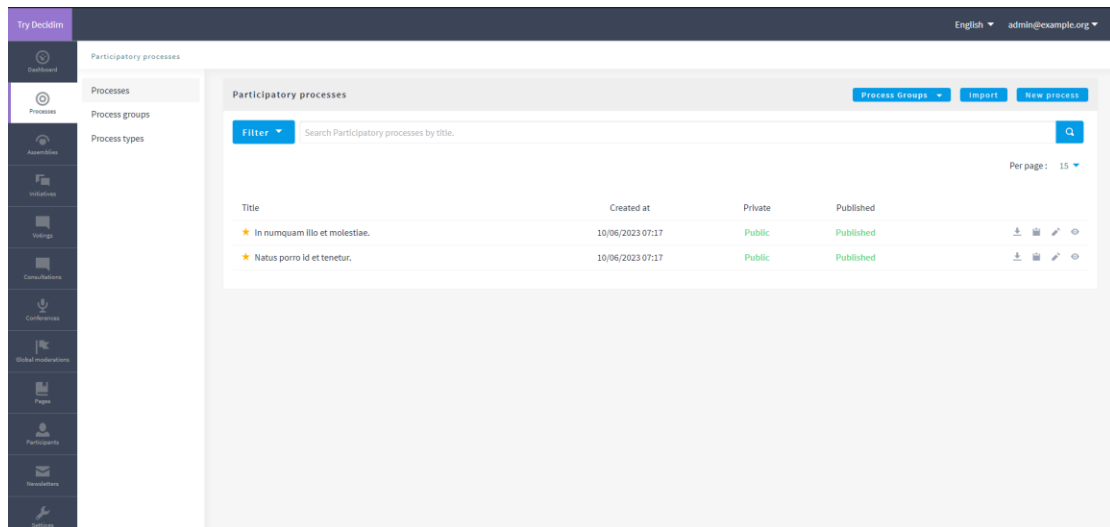 Try Decidim
English admin@example.org
Dashboard
Processes
Assemblies
Initiatives
Votings
Consultations
Conferences
Global moderations
Pages
Participants
Newsletters
Settings
Participatory processes
Processes
Process groups
Process types
Participatory processes
Process Groups Import New process
Filter Search Participatory processes by title.
Per page: 15
Title Created at Private Published
In numquam illo et molestiae. 10/06/2023 07:17 Public Published
Natus porro id et tenetur. 10/06/2023 07:17 Public Published